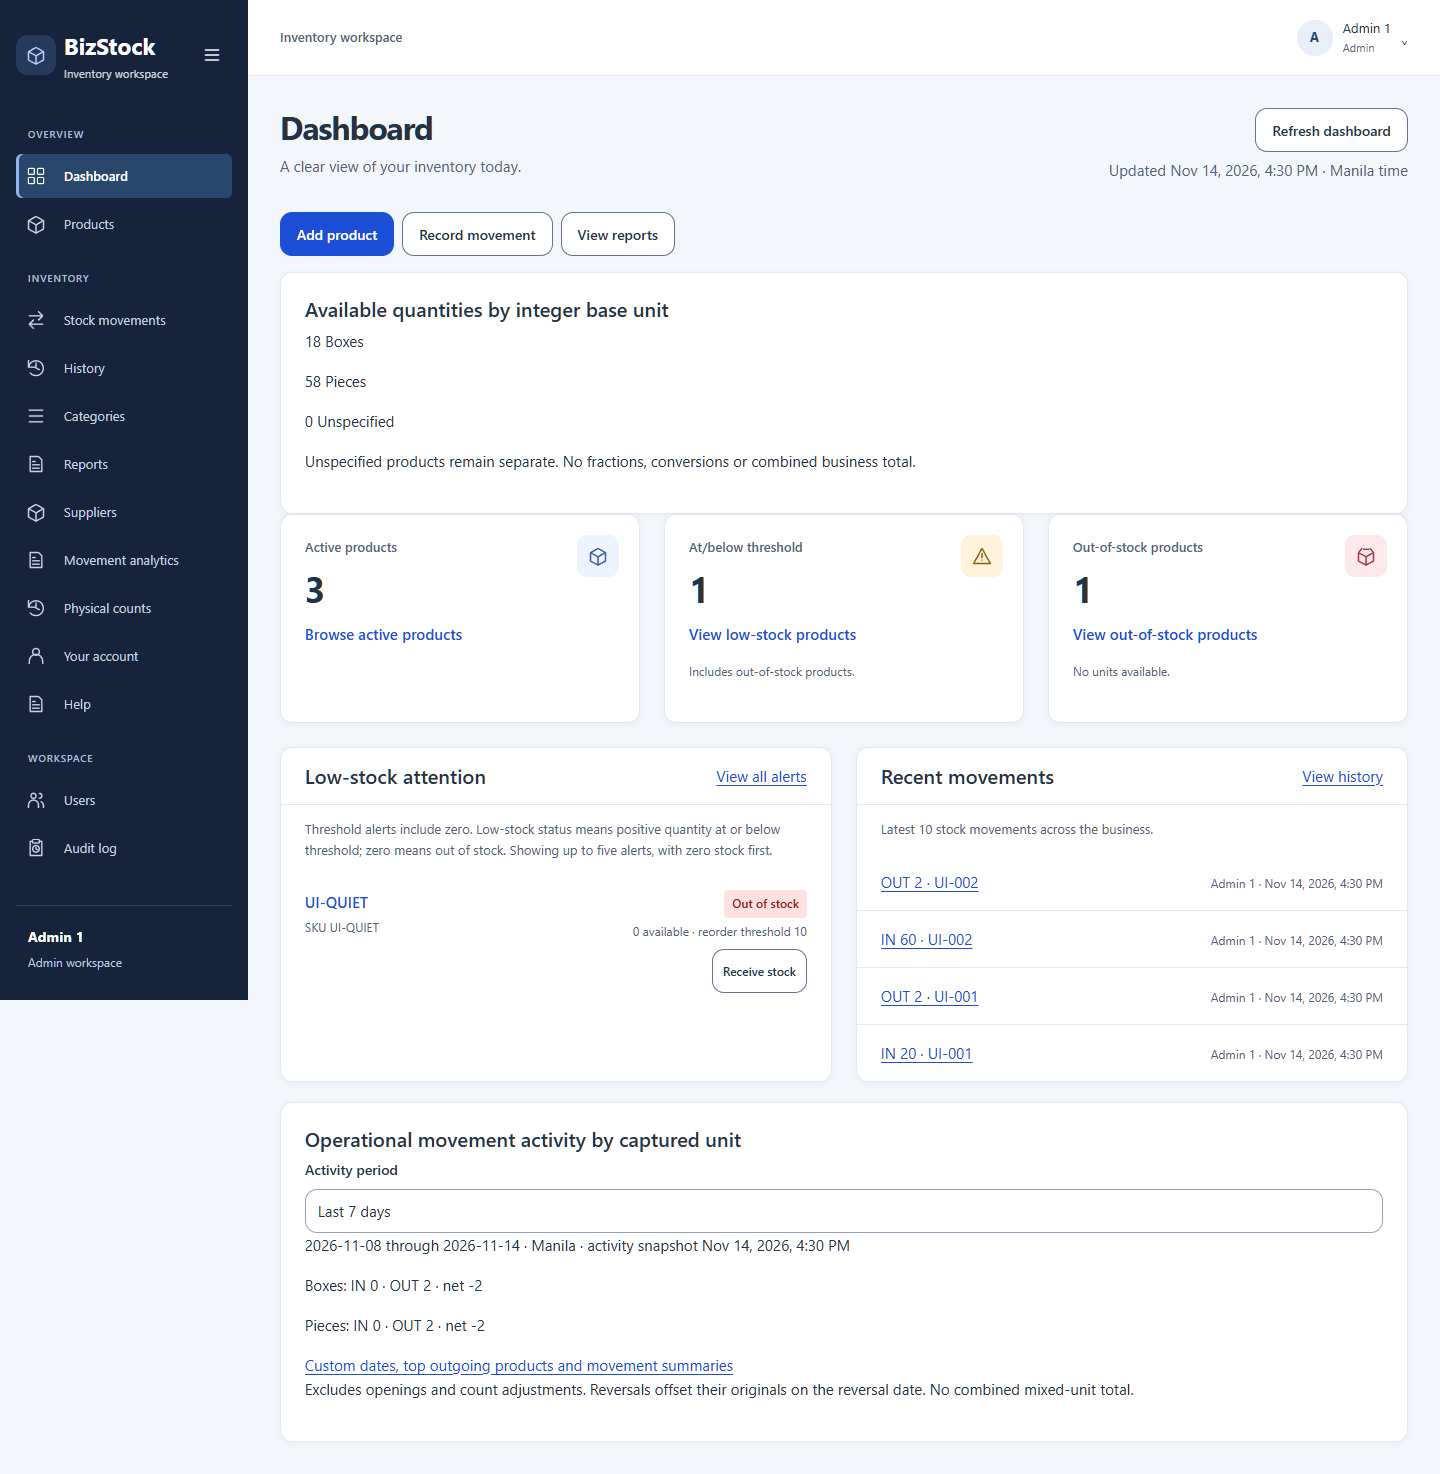 BizStock
Inventory workspace
OVERVIEW
Dashboard
Products
INVENTORY
Stock movements
History
Categories
Reports
Suppliers
Movement analytics
Physical counts
Your account
Help
WORKSPACE
Users
Audit log
Admin 1
Admin workspace
Inventory workspace
A
Admin 1
Admin
Dashboard
A clear view of your inventory today.
Refresh dashboard
Updated Nov 14, 2026, 4:30 PM · Manila time
Add product
Record movement
View reports
Available quantities by integer base unit
18 Boxes
58 Pieces
0 Unspecified
Unspecified products remain separate. No fractions, conversions or combined business total.
Active products
3
Browse active products
At/below threshold
1
View low-stock products
Includes out-of-stock products.
Out-of-stock products
1
View out-of-stock products
No units available.
Low-stock attention
View all alerts
Threshold alerts include zero. Low-stock status means positive quantity at or below
threshold; zero means out of stock. Showing up to five alerts, with zero stock first.
UI-QUIET
SKU UI-QUIET
Out of stock
0 available · reorder threshold 10
Receive stock
Recent movements
View history
Latest 10 stock movements across the business.
OUT 2 · UI-002
Admin 1 · Nov 14, 2026, 4:30 PM
IN 60 · UI-002
Admin 1 · Nov 14, 2026, 4:30 PM
OUT 2 · UI-001
Admin 1 · Nov 14, 2026, 4:30 PM
IN 20 · UI-001
Admin 1 · Nov 14, 2026, 4:30 PM
Operational movement activity by captured unit
Activity period
Last 7 days
2026-11-08 through 2026-11-14 · Manila · activity snapshot Nov 14, 2026, 4:30 PM
Boxes: IN 0 · OUT 2 · net -2
Pieces: IN 0 · OUT 2 · net -2
Custom dates, top outgoing products and movement summaries
Excludes openings and count adjustments. Reversals offset their originals on the reversal date. No combined mixed-unit total.